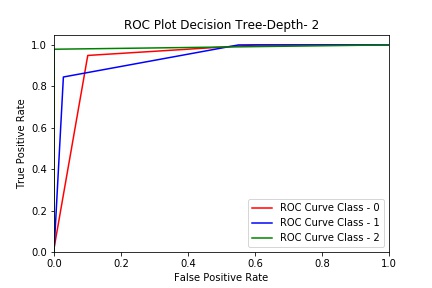 ROC Plot Decision Tree-Depth- 2
True Positive Rate
1.0
0.8
0.6
0.4
0.2
0.0
ROC Curve Class - 0
ROC Curve Class - 1
ROC Curve Class - 2
0.0 0.2 0.4 0.6 0.8 1.0
False Positive Rate